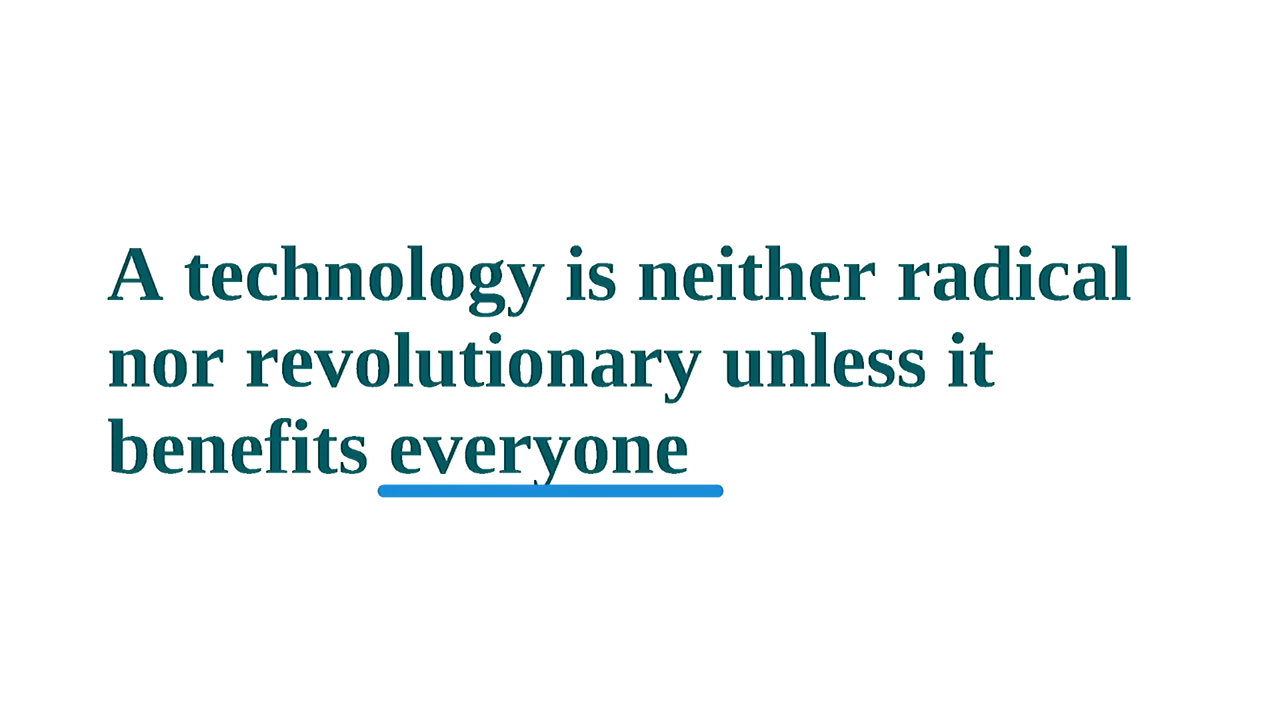 A technology is neither radical
nor revolutionary unless it
benefits everyone